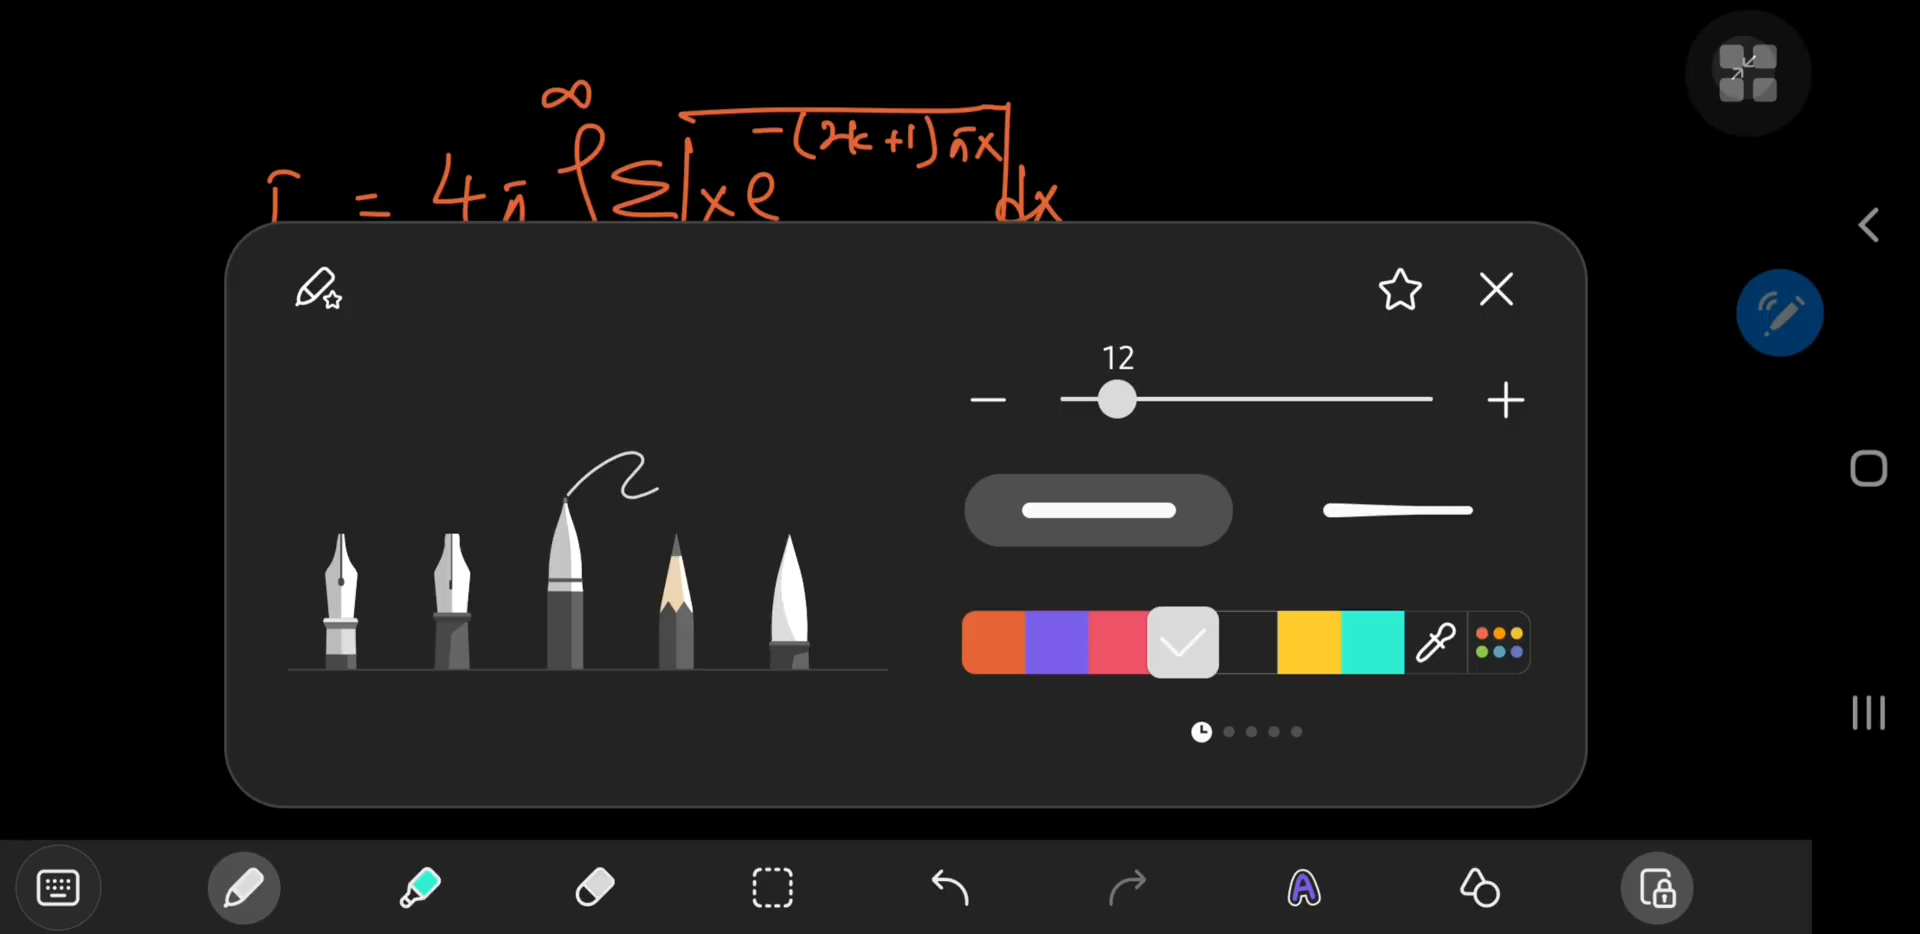 I = 4π ∫ Σ |x e^{-(2k+1)πx}| dx
∞
12
A